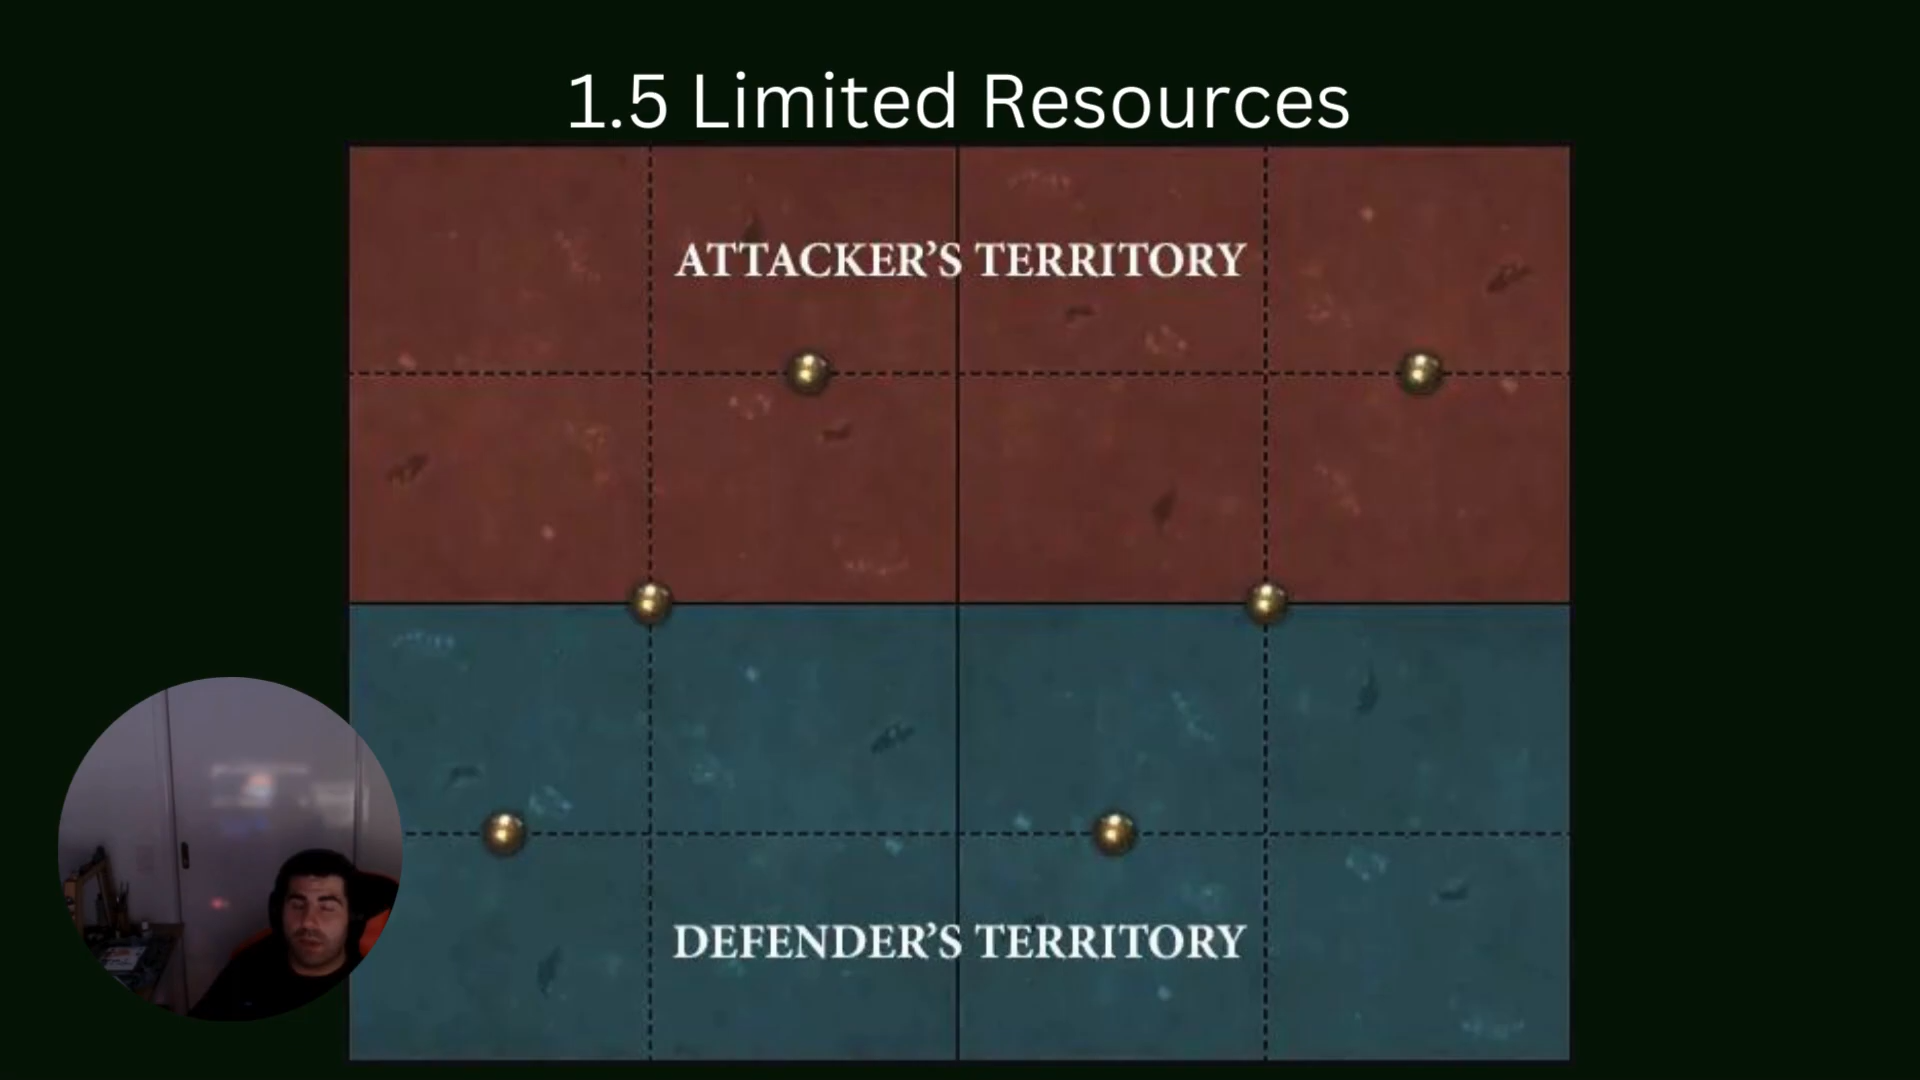 1.5 Limited Resources
ATTACKER’S TERRITORY
DEFENDER’S TERRITORY